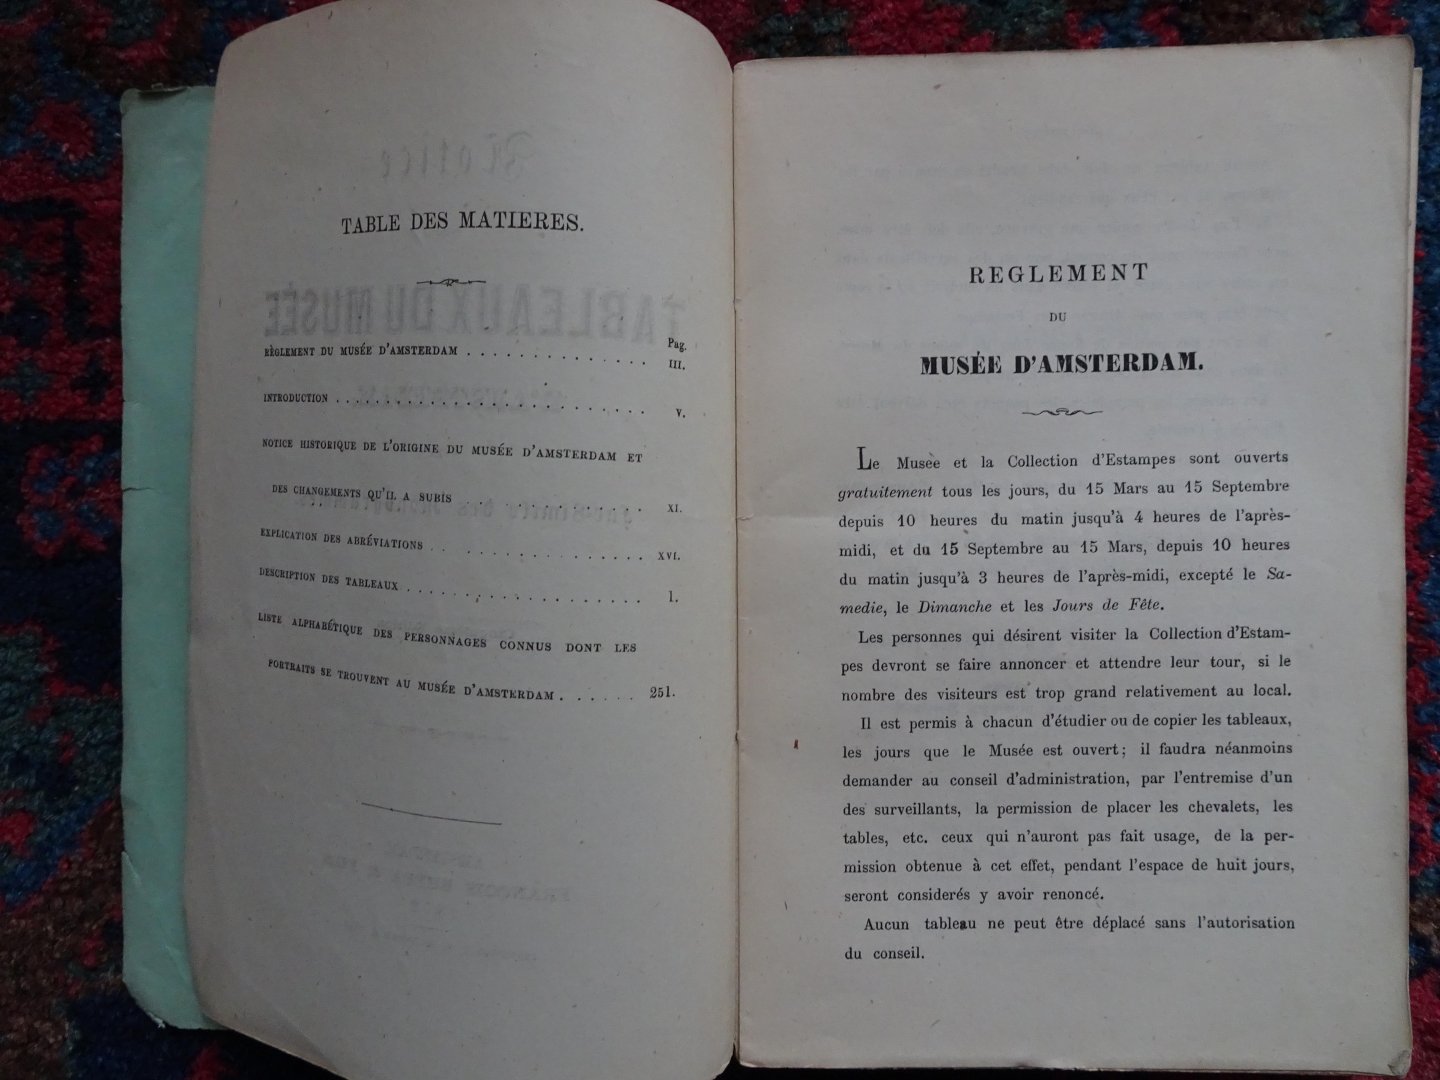 TABLE DES MATIERES.
Pag.
RÈGLEMENT DU MUSÉE D'AMSTERDAM . . . . . . . . . . . . . . III.
INTRODUCTION . . . . . . . . . . . . . . . . . . . . . . . . . V.
NOTICE HISTORIQUE DE L'ORIGINE DU MUSÉE D'AMSTERDAM ET
DES CHANGEMENTS QU'IL A SUBIS . . . . . . . . . . . . . . XI.
EXPLICATION DES ABRÉVIATIONS . . . . . . . . . . . . . . . . XVI.
DESCRIPTION DES TABLEAUX . . . . . . . . . . . . . . . . . . . 1.
LISTE ALPHABÉTIQUE DES PERSONNAGES CONNUS DONT LES
PORTRAITS SE TROUVENT AU MUSÉE D'AMSTERDAM . . . . . . 251.
REGLEMENT
DU
MUSÉE D'AMSTERDAM.
Le Musée et la Collection d'Estampes sont ouverts
gratuitement tous les jours, du 15 Mars au 15 Septembre
depuis 10 heures du matin jusqu'à 4 heures de l'après-
midi, et du 15 Septembre au 15 Mars, depuis 10 heures
du matin jusqu'à 3 heures de l'après-midi, excepté le Sa-
medie, le Dimanche et les Jours de Fête.
Les personnes qui désirent visiter la Collection d'Estam-
pes devront se faire annoncer et attendre leur tour, si le
nombre des visiteurs est trop grand relativement au local.
Il est permis à chacun d'étudier ou de copier les tableaux,
les jours que le Musée est ouvert; il faudra néanmoins
demander au conseil d'administration, par l'entremise d'un
des surveillants, la permission de placer les chevalets, les
tables, etc. ceux qui n'auront pas fait usage, de la per-
mission obtenue à cet effet, pendant l'espace de huit jours,
seront considerés y avoir renoncé.
Aucun tableau ne peut être déplacé sans l'autorisation
du conseil.